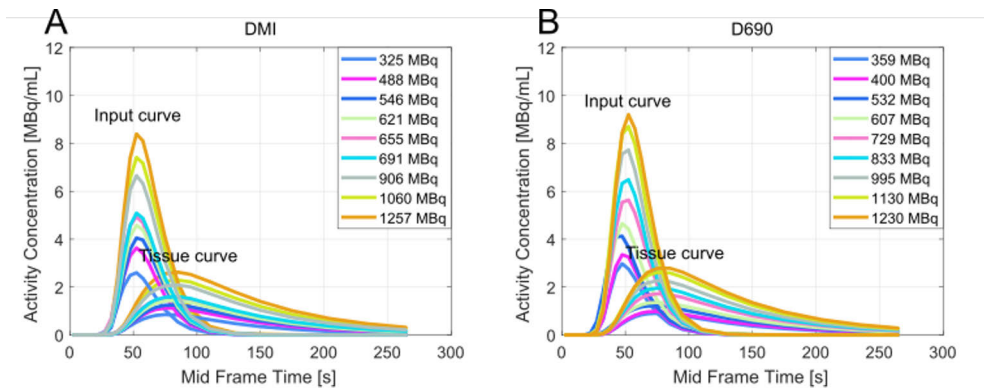 A
DMI
Activity Concentration [MBq/mL]
12
10
8
6
4
2
0
0 50 100 150 200 250 300
Mid Frame Time [s]
Input curve
Tissue curve
325 MBq
488 MBq
546 MBq
621 MBq
655 MBq
691 MBq
906 MBq
1060 MBq
1257 MBq
B
D690
Activity Concentration [MBq/mL]
12
10
8
6
4
2
0
0 50 100 150 200 250 300
Mid Frame Time [s]
Input curve
Tissue curve
359 MBq
400 MBq
532 MBq
607 MBq
729 MBq
833 MBq
995 MBq
1130 MBq
1230 MBq